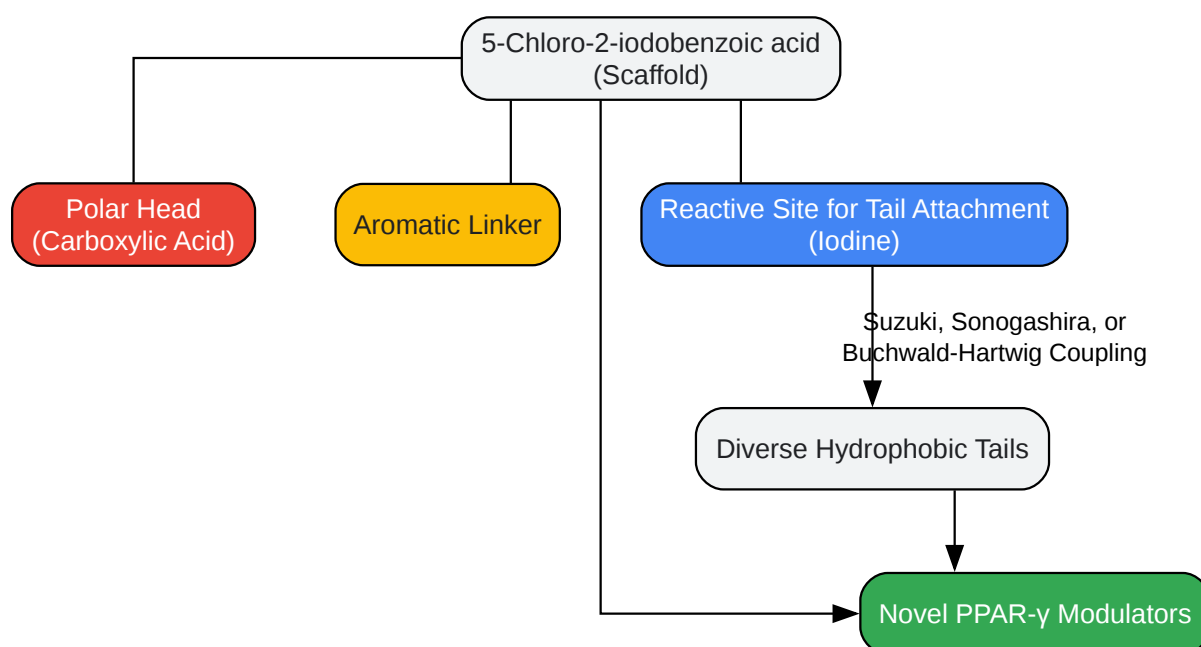 5-Chloro-2-iodobenzoic acid
(Scaffold)
Polar Head
(Carboxylic Acid)
Aromatic Linker
Reactive Site for Tail Attachment
(Iodine)
Suzuki, Sonogashira, or
Buchwald-Hartwig Coupling
Diverse Hydrophobic Tails
Novel PPAR-γ Modulators